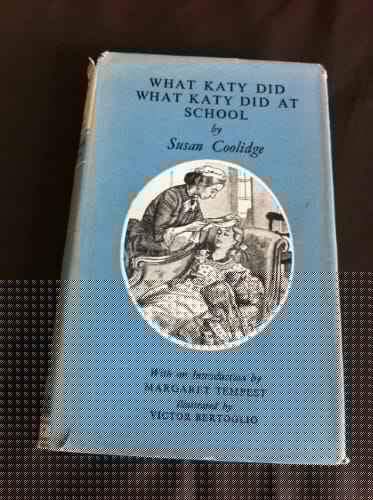 WHAT KATY DID
WHAT KATY DID AT
SCHOOL
by
Susan Coolidge
With an Introduction by
MARGARET TEMPEST
Illustrated by
VICTOR BERTOGLIO